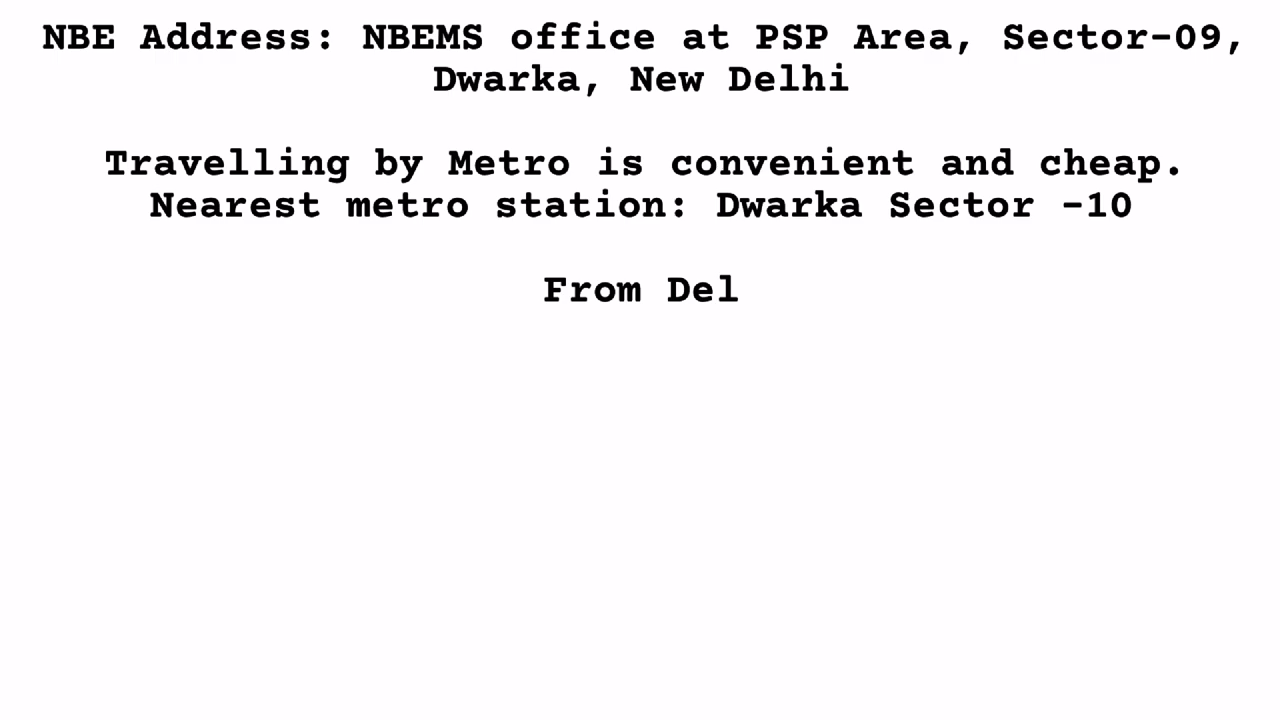 NBE Address: NBEMS office at PSP Area, Sector-09,
Dwarka, New Delhi
Travelling by Metro is convenient and cheap.
Nearest metro station: Dwarka Sector -10
From Del